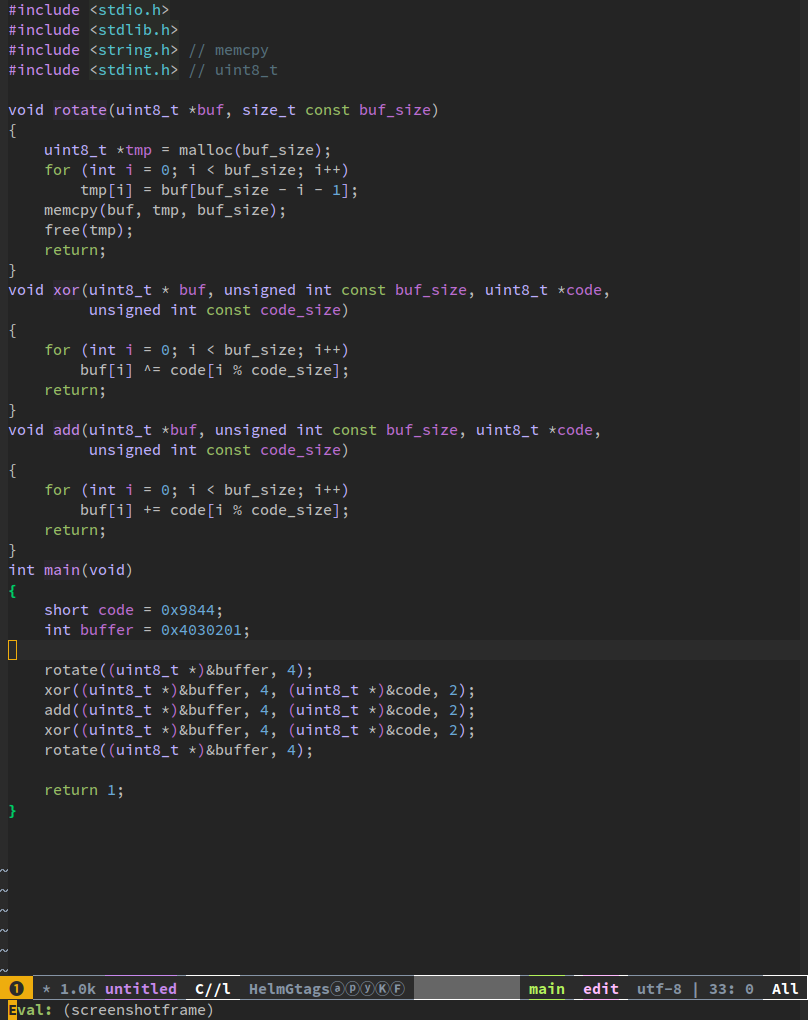 #include <stdio.h>
#include <stdlib.h>
#include <string.h> // memcpy
#include <stdint.h> // uint8_t

void rotate(uint8_t *buf, size_t const buf_size)
{
    uint8_t *tmp = malloc(buf_size);
    for (int i = 0; i < buf_size; i++)
        tmp[i] = buf[buf_size - i - 1];
    memcpy(buf, tmp, buf_size);
    free(tmp);
    return;
}
void xor(uint8_t * buf, unsigned int const buf_size, uint8_t *code,
         unsigned int const code_size)
{
    for (int i = 0; i < buf_size; i++)
        buf[i] ^= code[i % code_size];
    return;
}
void add(uint8_t *buf, unsigned int const buf_size, uint8_t *code,
         unsigned int const code_size)
{
    for (int i = 0; i < buf_size; i++)
        buf[i] += code[i % code_size];
    return;
}
int main(void)
{
    short code = 0x9844;
    int buffer = 0x4030201;

    rotate((uint8_t *)&buffer, 4);
    xor((uint8_t *)&buffer, 4, (uint8_t *)&code, 2);
    add((uint8_t *)&buffer, 4, (uint8_t *)&code, 2);
    xor((uint8_t *)&buffer, 4, (uint8_t *)&code, 2);
    rotate((uint8_t *)&buffer, 4);

    return 1;
}
~
~
~
~
~
~
❶ * 1.0k untitled C//l HelmGtagsⓐⓟⓨⓀⒻ main edit utf-8 | 33: 0 All
Eval: (screenshotframe)